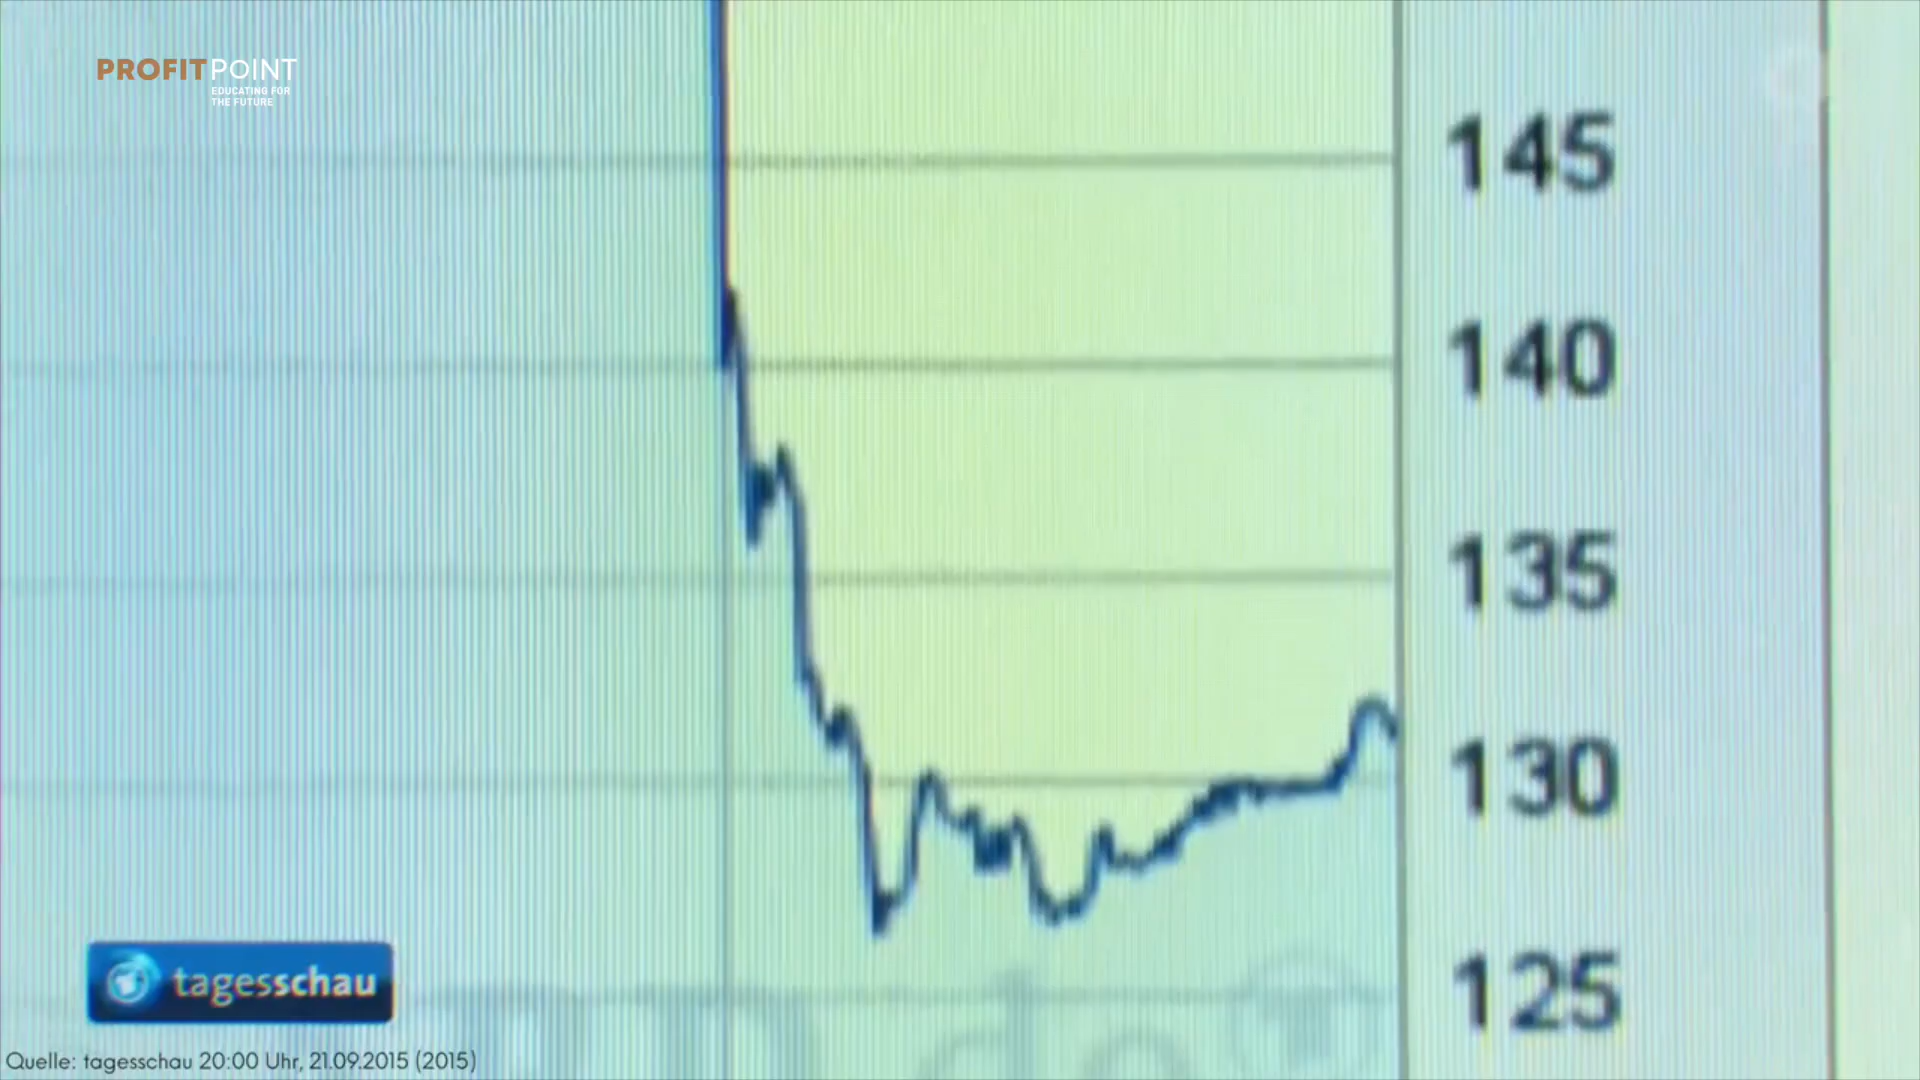 PROFITPOINT
EDUCATING FOR
THE FUTURE
145
140
135
130
125
tagesschau
Quelle: tagesschau 20:00 Uhr, 21.09.2015 (2015)